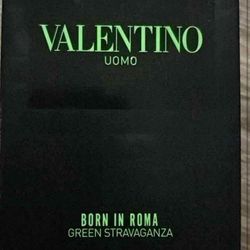 VALENTINO
UOMO
BORN IN ROMA
GREEN STRAVAGANZA